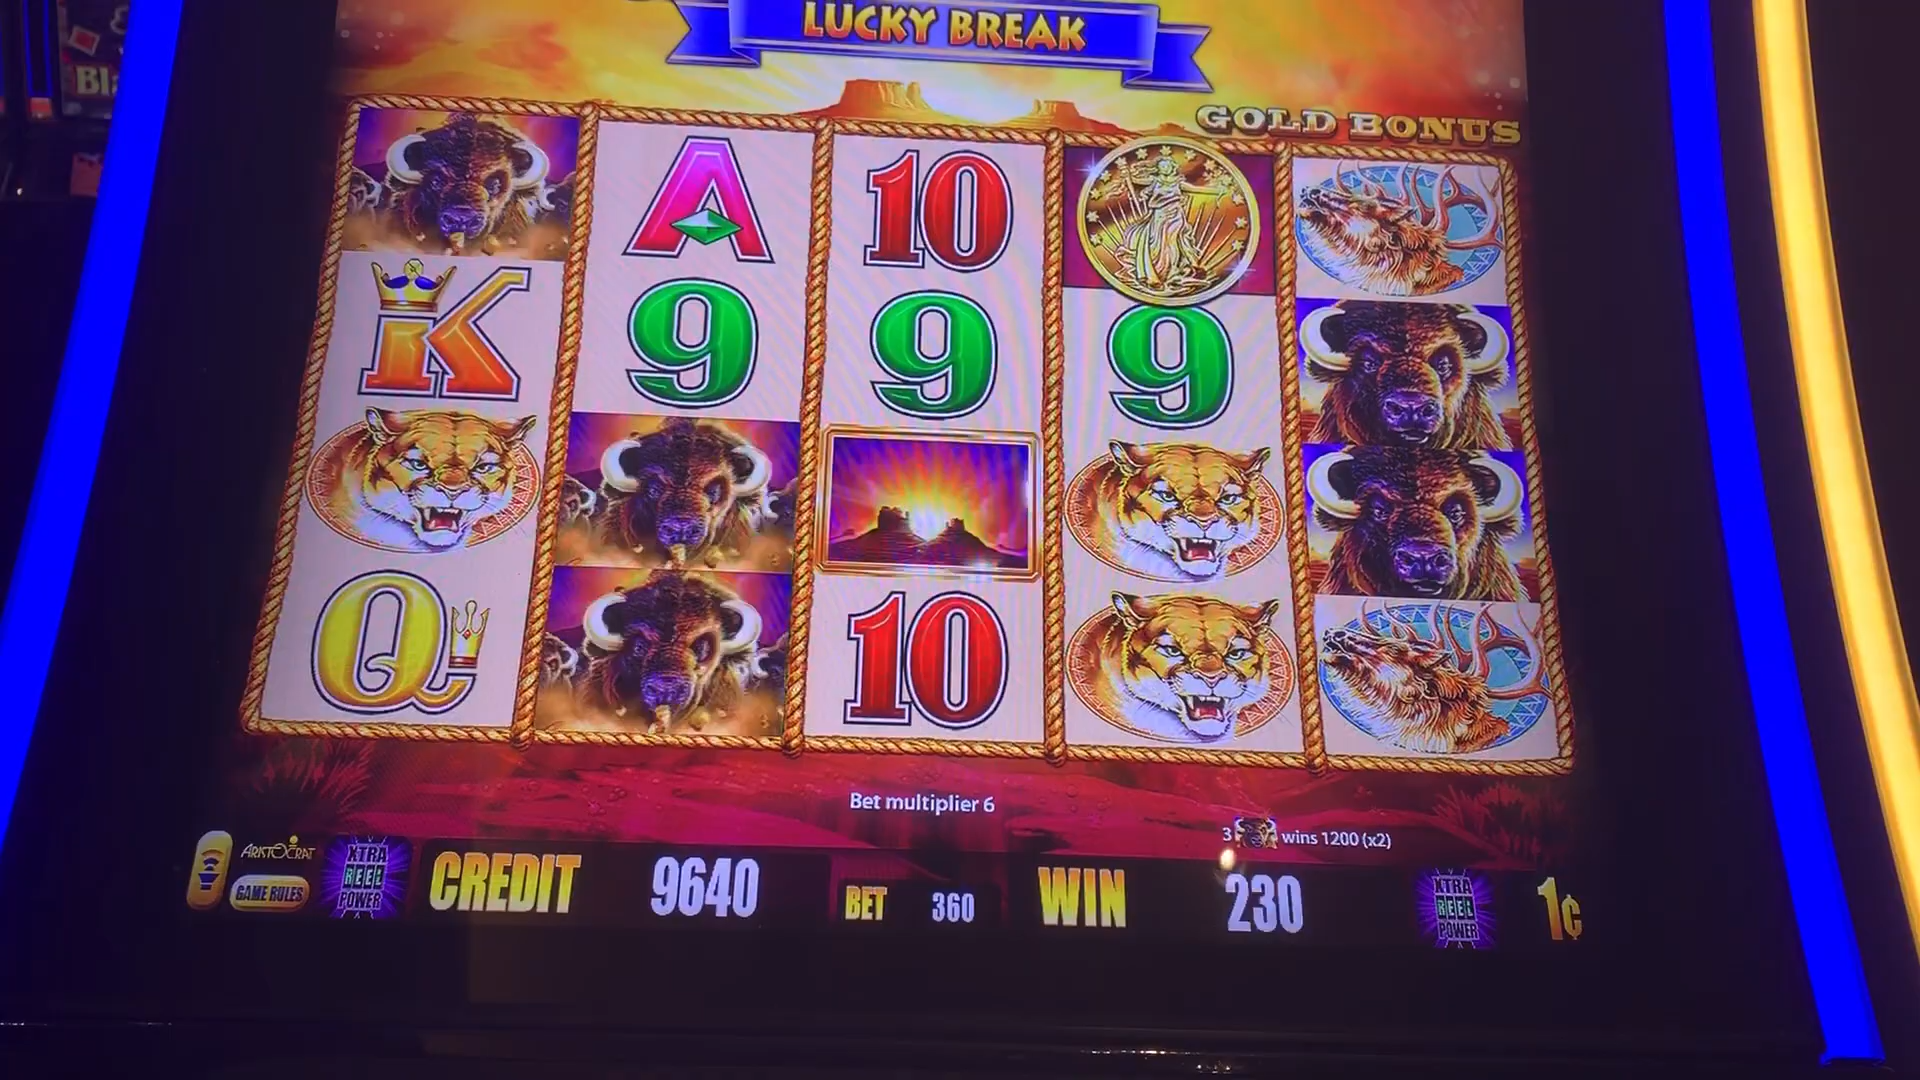 LUCKY BREAK
Bl
GOLD BONUS
A
10
K
9
9
9
Q
10
Bet multiplier 6
3 wins 1200 (x2)
ARISTOCRAT
GAME RULES
XTRA
REEL
POWER
CREDIT 9640
BET 360
WIN 230
XTRA
REEL
POWER
1¢